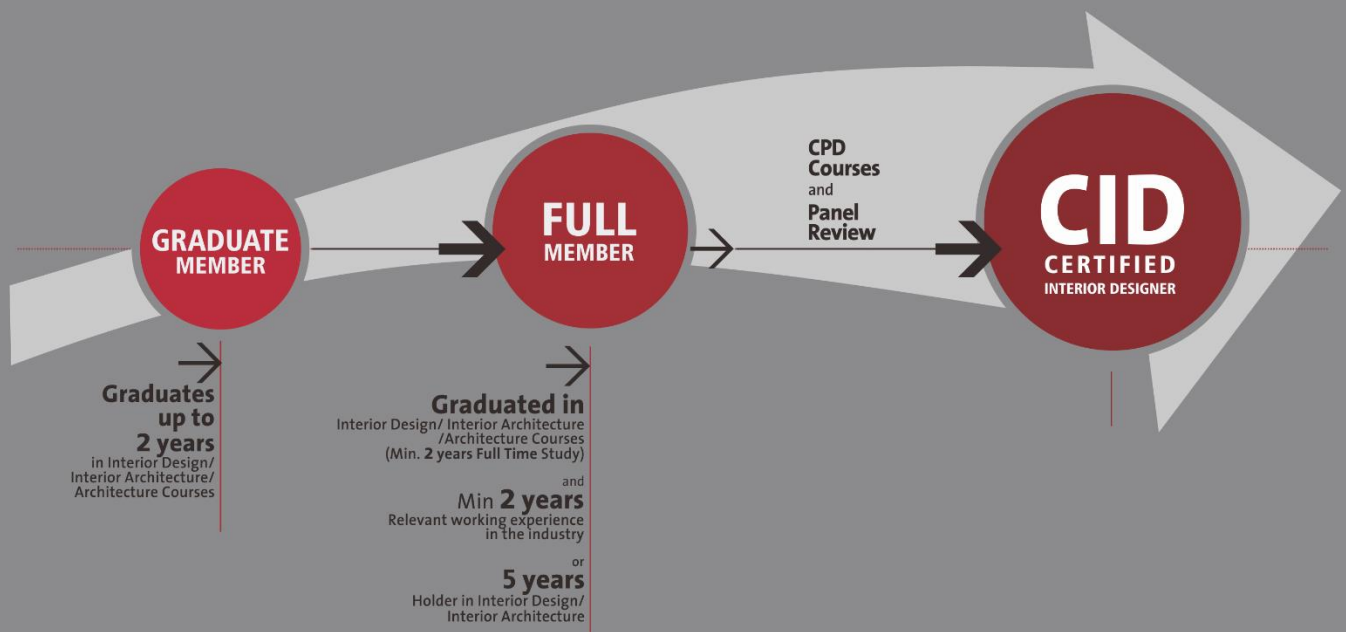 GRADUATE
MEMBER
Graduates
up to
2 years
in Interior Design/
Interior Architecture/
Architecture Courses
FULL
MEMBER
Graduated in
Interior Design/ Interior Architecture
/Architecture Courses
(Min. 2 years Full Time Study)
and
Min 2 years
Relevant working experience
in the industry
or
5 years
Holder in Interior Design/
Interior Architecture
CPD
Courses
and
Panel
Review
CID
CERTIFIED
INTERIOR DESIGNER